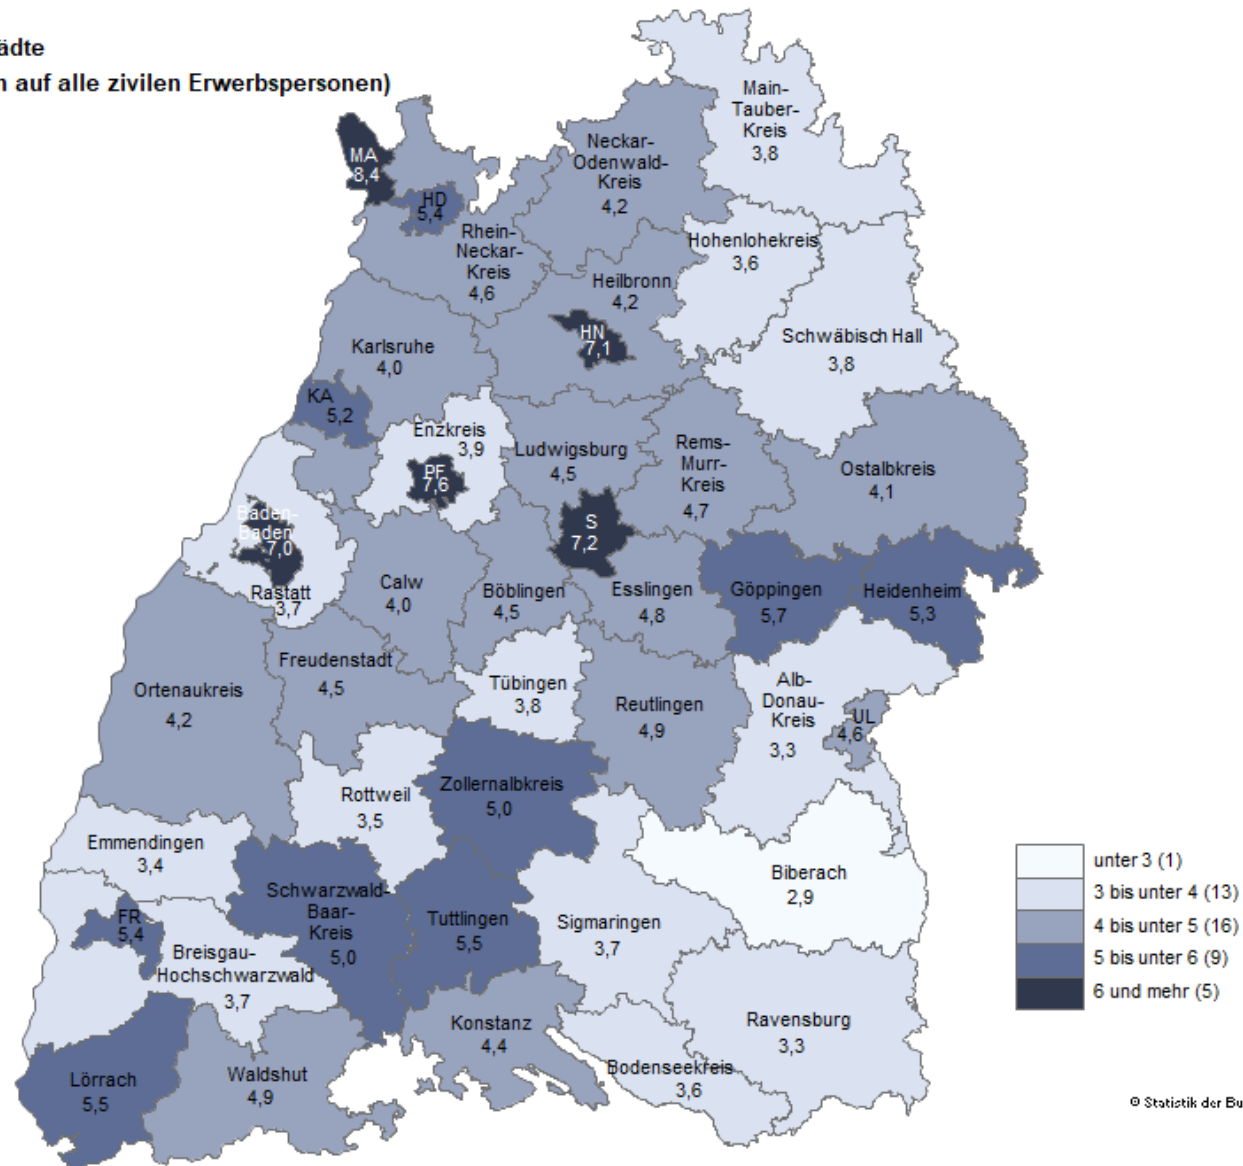 ädte
n auf alle zivilen Erwerbspersonen)
Main-
Tauber-
Kreis
3,8
MA
8,4
Neckar-
Odenwald-
Kreis
4,2
HD
5,4
Rhein-
Neckar-
Kreis
4,6
Hohenlohekreis
3,6
Heilbronn
4,2
HN
7,1
Schwäbisch Hall
3,8
Karlsruhe
4,0
KA
5,2
Enzkreis
3,9
PF
7,6
Ludwigsburg
4,5
Rems-
Murr-
Kreis
4,7
Ostalbkreis
4,1
Baden-
Baden
7,0
S
7,2
Rastatt
3,7
Calw
4,0
Böblingen
4,5
Esslingen
4,8
Göppingen
5,7
Heidenheim
5,3
Ortenaukreis
4,2
Freudenstadt
4,5
Tübingen
3,8
Reutlingen
4,9
Alb-
Donau-
Kreis
3,3
UL
4,6
Rottweil
3,5
Zollernalbkreis
5,0
Emmendingen
3,4
Biberach
2,9
Schwarzwald-
Baar-
Kreis
5,0
Tuttlingen
5,5
Sigmaringen
3,7
FR
5,4
Breisgau-
Hochschwarzwald
3,7
Konstanz
4,4
Ravensburg
3,3
Bodenseekreis
3,6
Lörrach
5,5
Waldshut
4,9
unter 3 (1)
3 bis unter 4 (13)
4 bis unter 5 (16)
5 bis unter 6 (9)
6 und mehr (5)
© Statistik der Bu